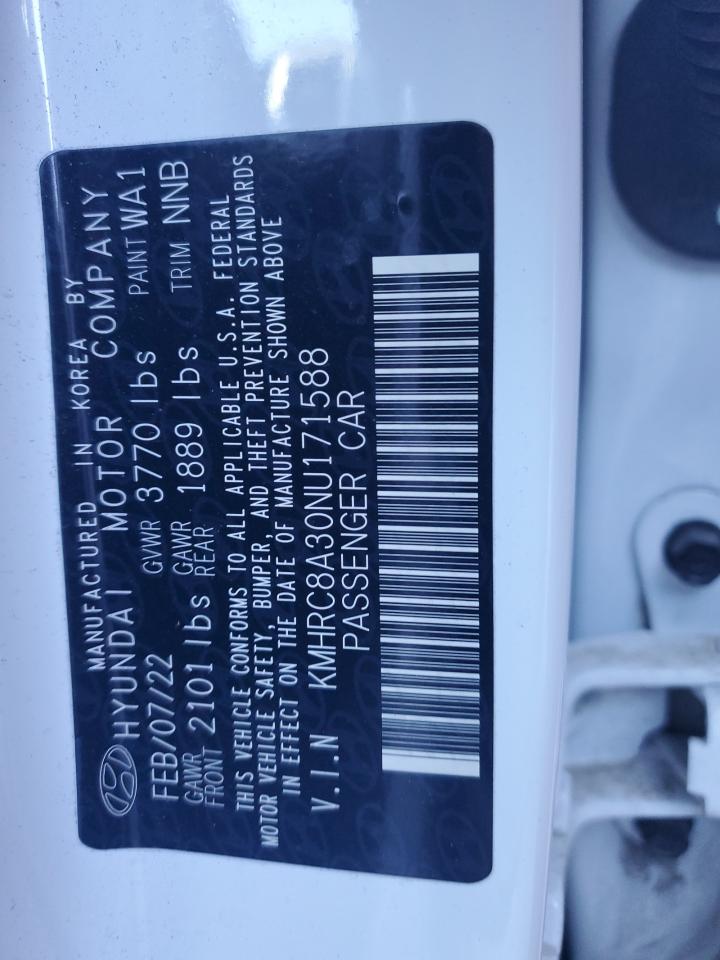 MANUFACTURED IN KOREA BY
HYUNDAI MOTOR COMPANY
FEB/07/22 GVWR 3770 lbs PAINT WA1
GAWR FRONT 2101 lbs GAWR REAR 1889 lbs TRIM NNB
THIS VEHICLE CONFORMS TO ALL APPLICABLE U.S.A. FEDERAL
MOTOR VEHICLE SAFETY, BUMPER, AND THEFT PREVENTION STANDARDS
IN EFFECT ON THE DATE OF MANUFACTURE SHOWN ABOVE
V.I.N KMHRC8A30NU171588
PASSENGER CAR